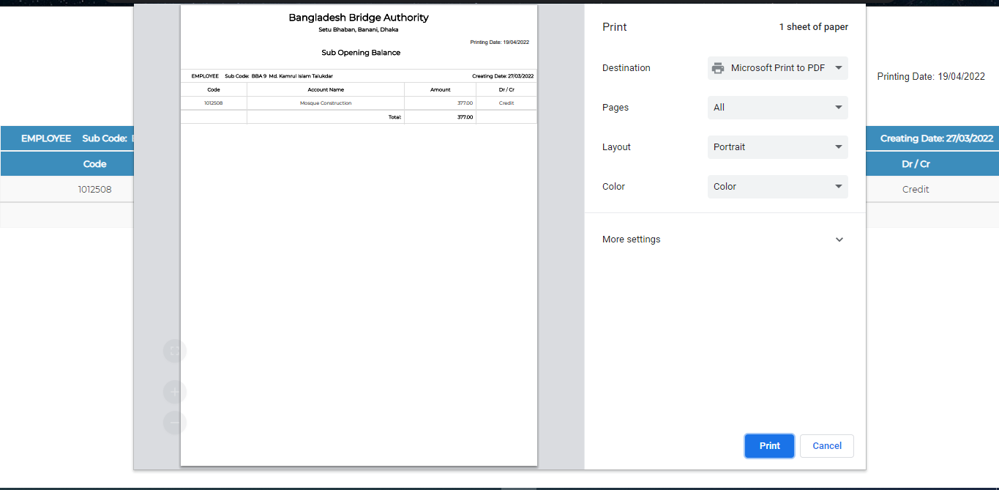 Bangladesh Bridge Authority
Setu Bhaban, Banani, Dhaka
Printing Date: 19/04/2022
Sub Opening Balance
EMPLOYEE Sub Code: BBA 9 Md. Kamrul Islam Talukdar Creating Date: 27/03/2022
Code Account Name Amount Dr / Cr
1012508 Mosque Construction 377.00 Credit
Total: 377.00
Print 1 sheet of paper
Destination Microsoft Print to PDF
Pages All
Layout Portrait
Color Color
More settings
Print Cancel
Printing Date: 19/04/2022
EMPLOYEE Sub Code: Creating Date: 27/03/2022
Code Dr / Cr
1012508 Credit